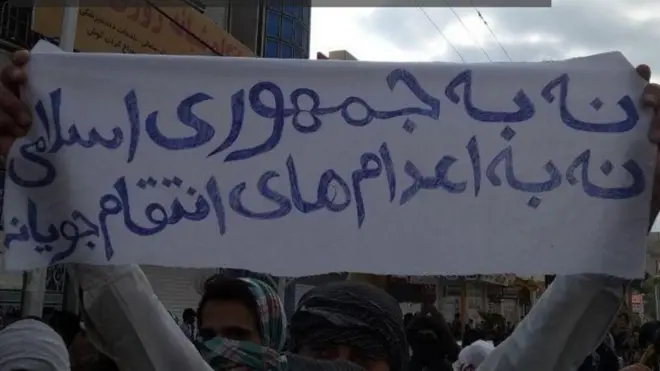 نه به جمهوری اسلامی
نه به اعدام های انتقام جویانه